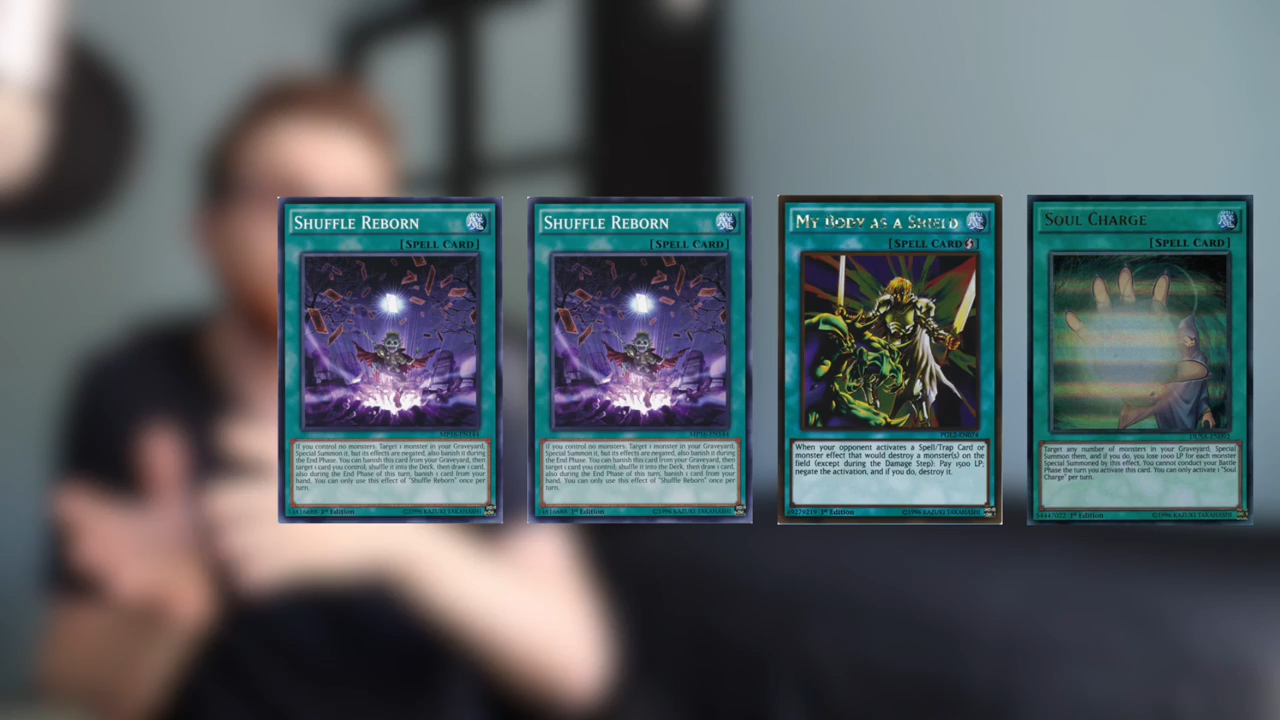 SHUFFLE REBORN
[SPELL CARD]
MP16-EN144
If you control no monsters: Target 1 monster in your Graveyard;
Special Summon it, but its effects are negated, also banish it during
the End Phase. You can banish this card from your Graveyard, then
target 1 card you control; shuffle it into the Deck, then draw 1 card,
also during the End Phase of this turn, banish 1 card from your
hand. You can only use this effect of "Shuffle Reborn" once per
turn.
1st Edition
©1996 KAZUKI TAKAHASHI
SHUFFLE REBORN
[SPELL CARD]
MP16-EN144
If you control no monsters: Target 1 monster in your Graveyard;
Special Summon it, but its effects are negated, also banish it during
the End Phase. You can banish this card from your Graveyard, then
target 1 card you control; shuffle it into the Deck, then draw 1 card,
also during the End Phase of this turn, banish 1 card from your
hand. You can only use this effect of "Shuffle Reborn" once per
turn.
1st Edition
©1996 KAZUKI TAKAHASHI
MY BODY AS A SHIELD
[SPELL CARD]
When your opponent activates a Spell/Trap Card or
monster effect that would destroy a monster(s) on the
field (except during the Damage Step): Pay 1500 LP;
negate the activation, and if you do, destroy it.
69279219 1st Edition
©1996 KAZUKI TAKAHASHI
SOUL CHARGE
[SPELL CARD]
Target any number of monsters in your Graveyard; Special
Summon them, and if you do, you lose 1000 LP for each monster
Special Summoned by this effect. You cannot conduct your Battle
Phase the turn you activate this card. You can only activate 1 "Soul
Charge" per turn.
54447022 1st Edition
©1996 KAZUKI TAKAHASHI